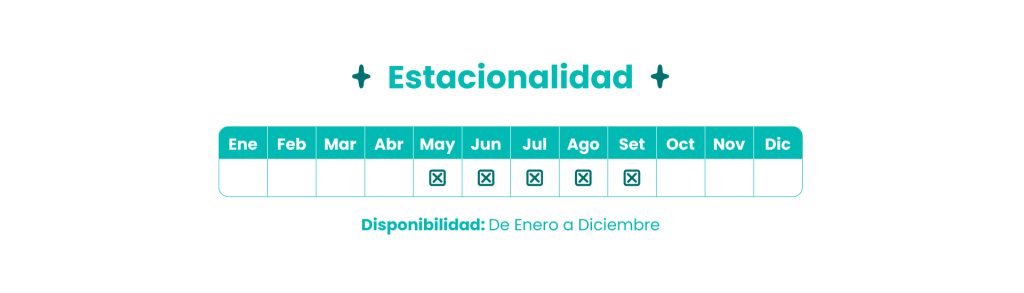 Estacionalidad
Ene Feb Mar Abr May Jun Jul Ago Set Oct Nov Dic
Disponibilidad: De Enero a Diciembre